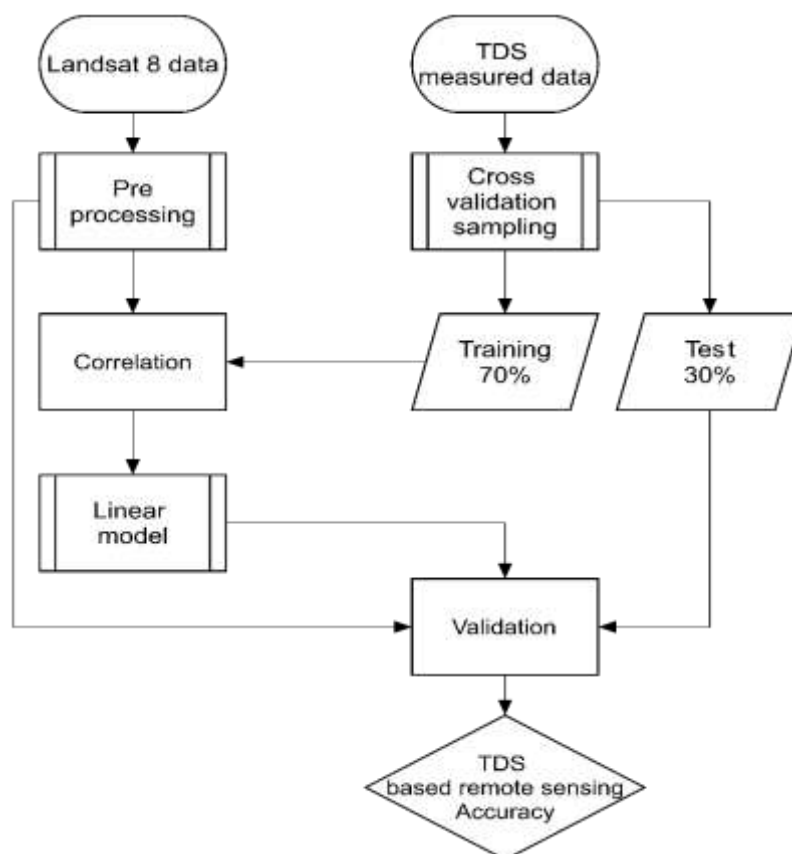 Landsat 8 data
TDS
measured data
Pre
processing
Cross
validation
sampling
Correlation
Training
70%
Test
30%
Linear
model
Validation
TDS
based remote sensing
Accuracy